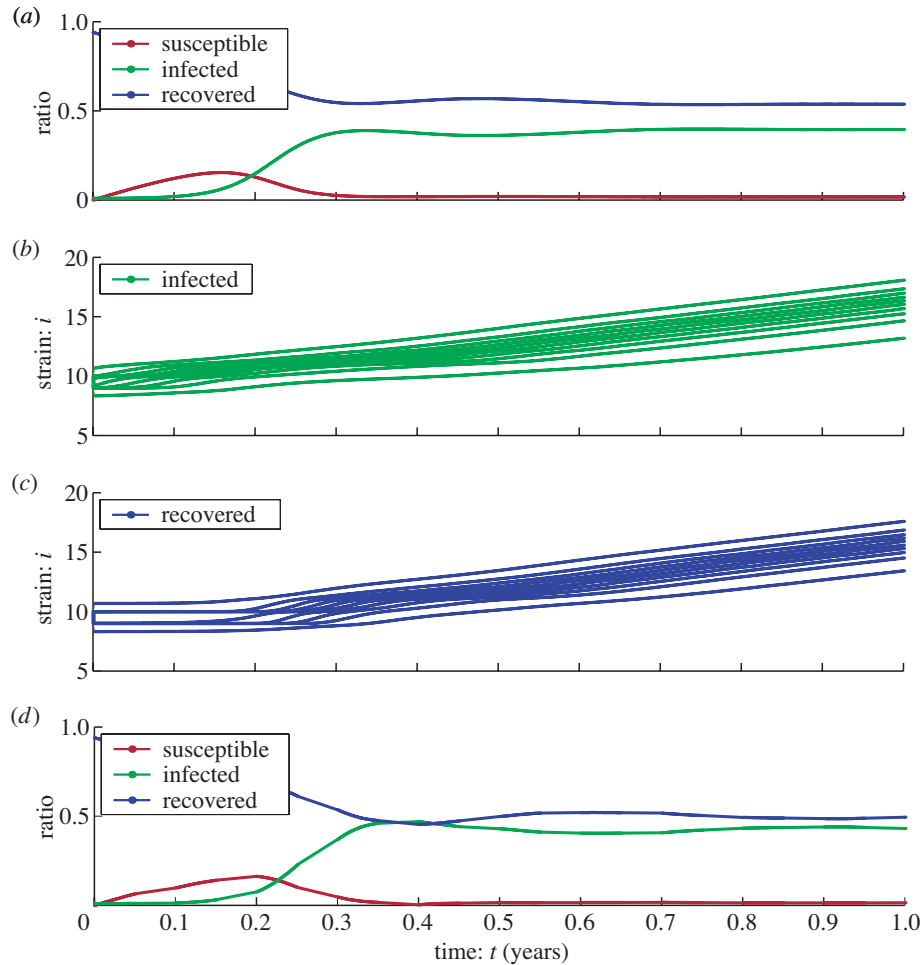 (a)
1.0
0.5
0
ratio
susceptible
infected
recovered
(b)
20
15
10
5
strain: i
infected
(c)
20
15
10
5
strain: i
recovered
(d)
1.0
0.5
ratio
susceptible
infected
recovered
0 0.1 0.2 0.3 0.4 0.5 0.6 0.7 0.8 0.9 1.0
time: t (years)